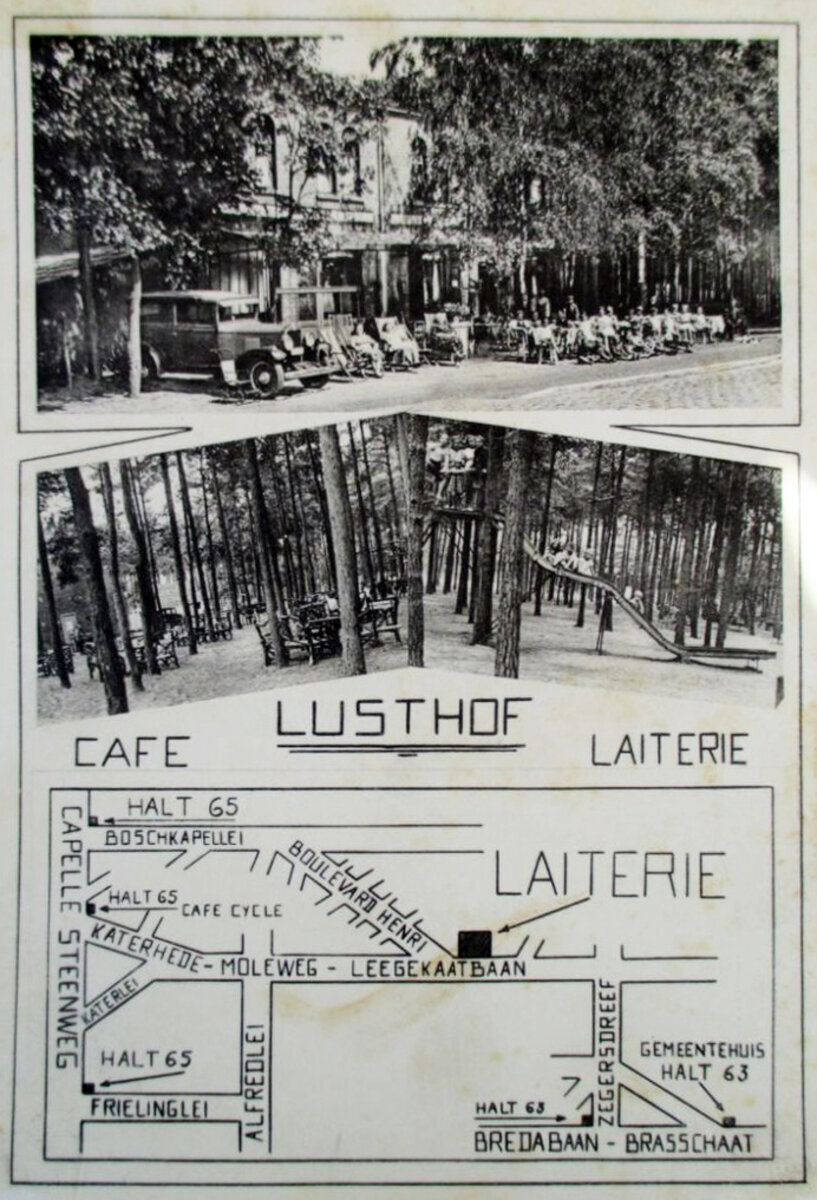 LUSTHOF
CAFE
LAITERIE
HALT 65
BOSCHKAPELLEI
CAPELLE STEENWEG
BOULEVARD HENRI
LAITERIE
HALT 65
CAFE CYCLE
KATERHEDE - MOLEWEG - LEEGEKAATBAAN
KATERLEI
HALT 65
FRIELINGLEI
ALFREDLEI
ZEGERSDREEF
GEMEENTEHUIS
HALT 63
HALT 63
BREDABAAN - BRASSCHAAT